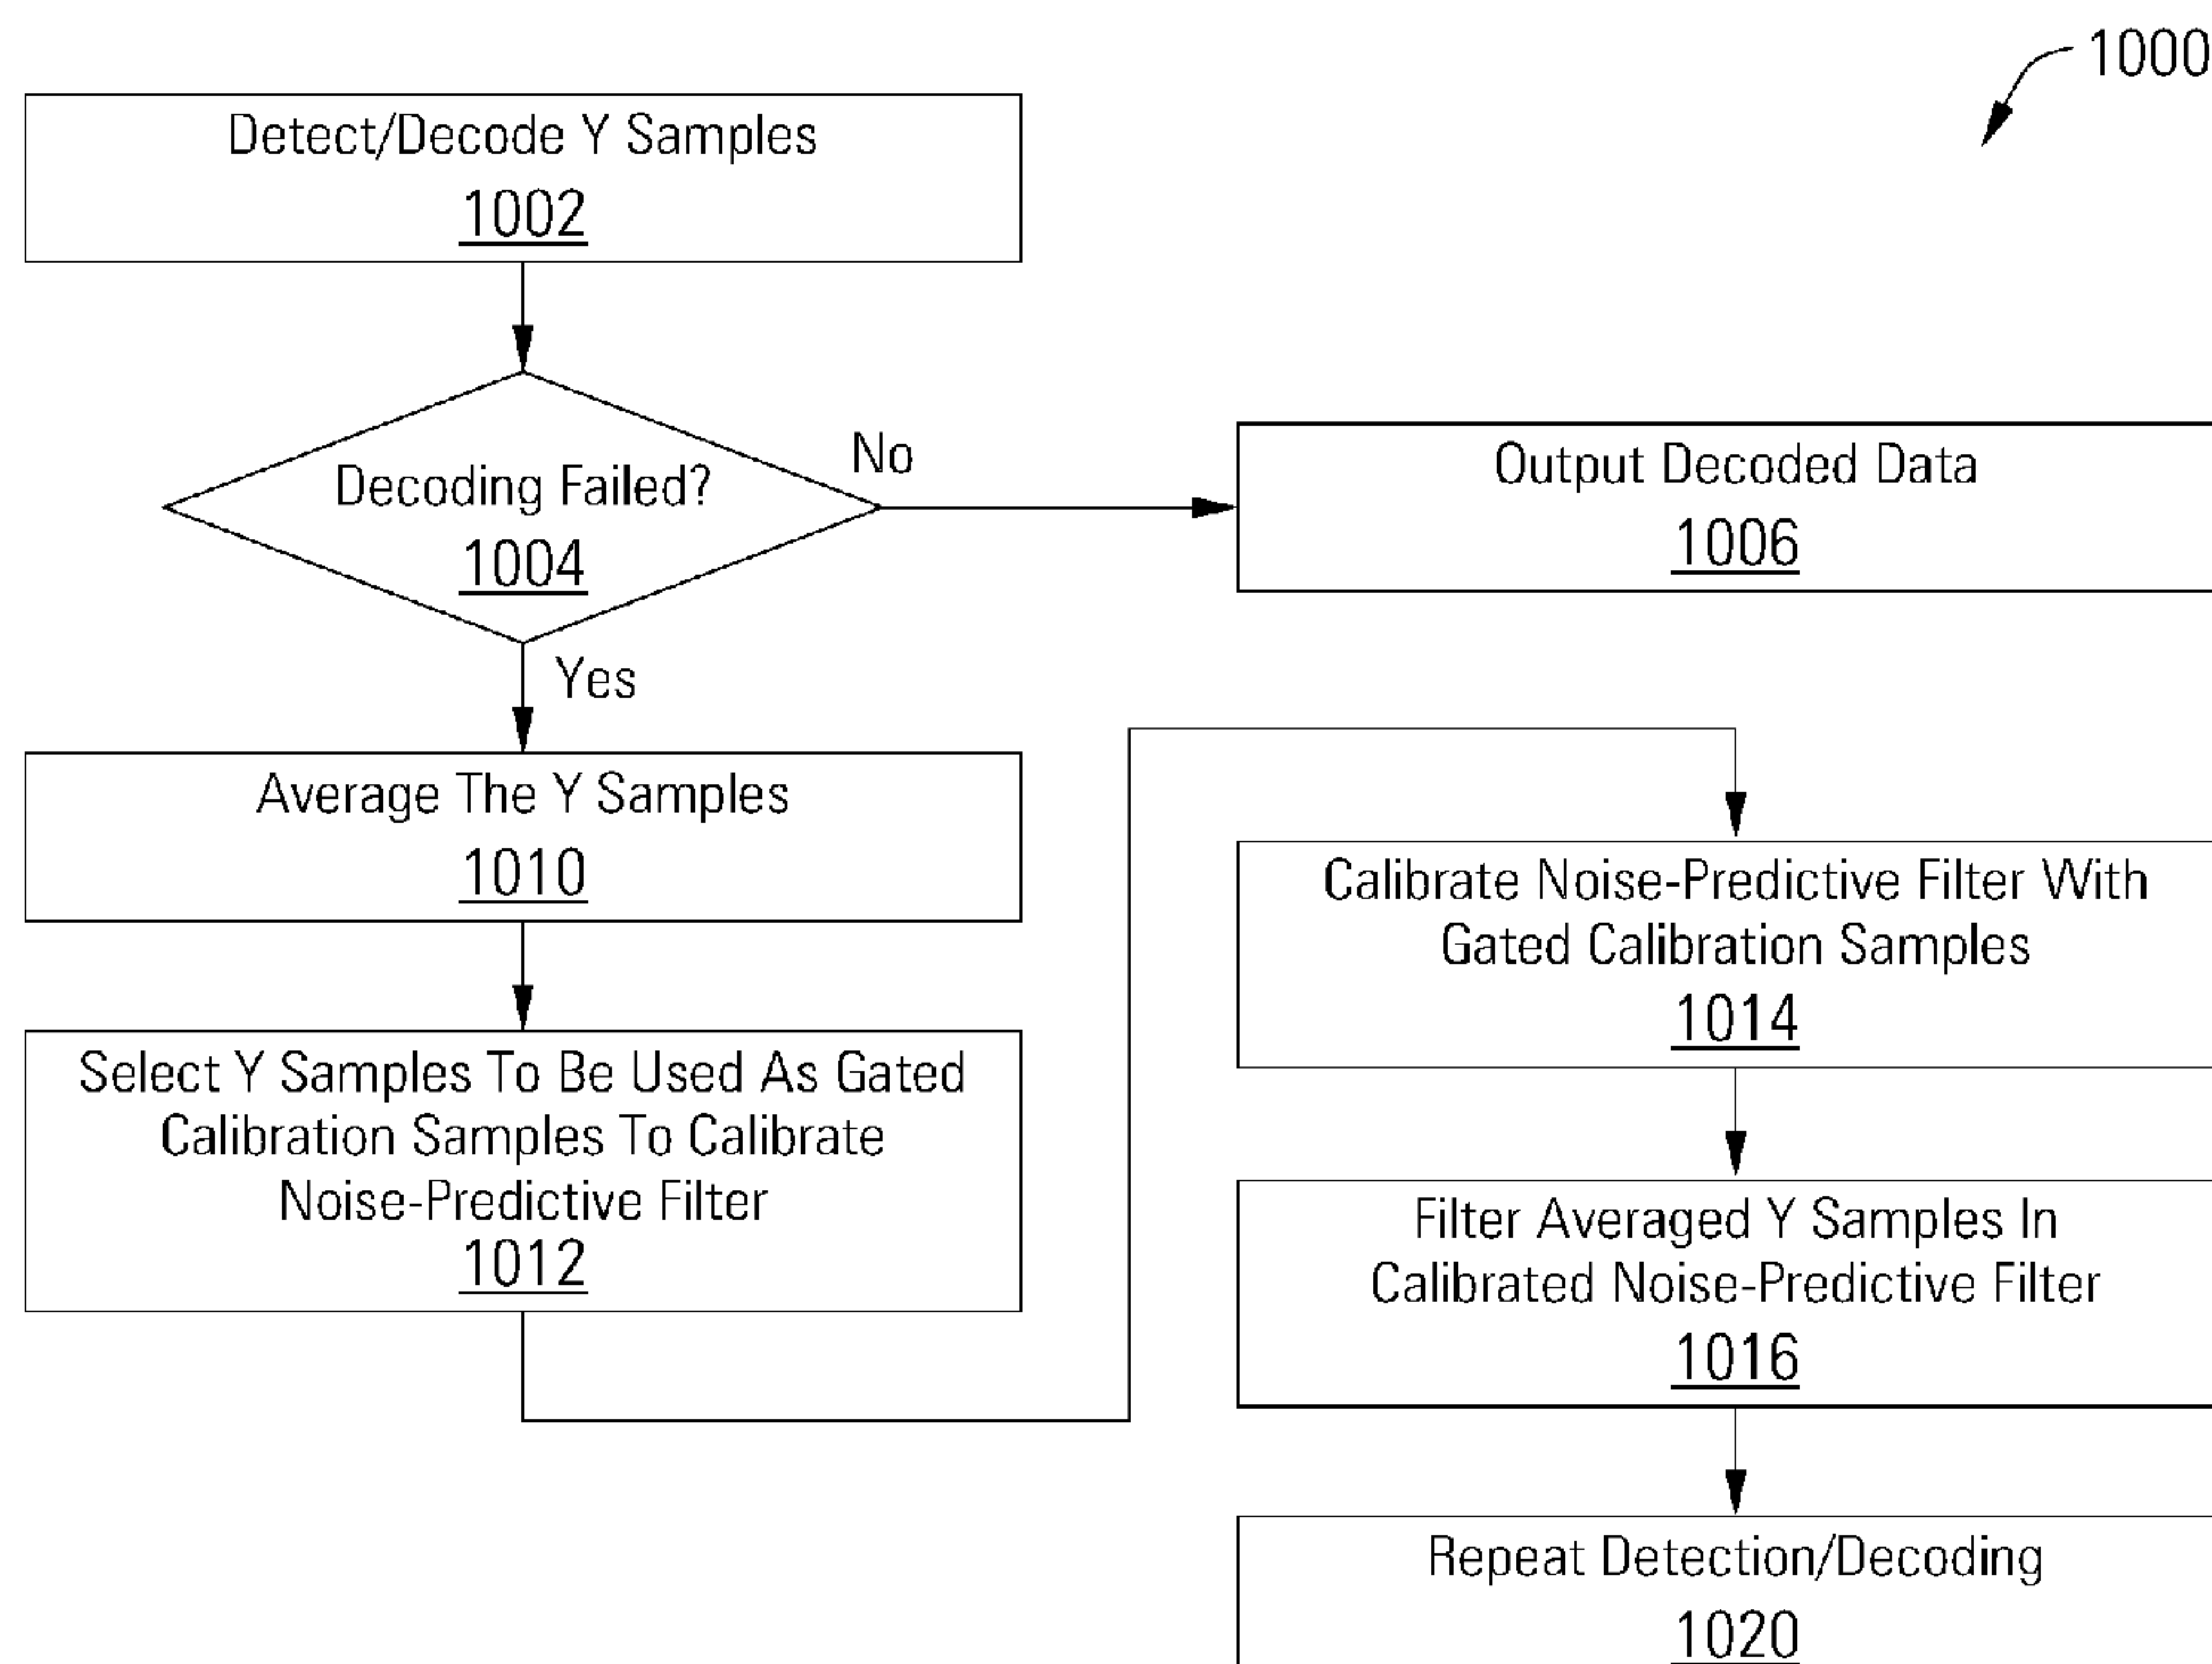 1000
Detect/Decode Y Samples
1002
Decoding Failed?
1004
No
Output Decoded Data
1006
Yes
Average The Y Samples
1010
Select Y Samples To Be Used As Gated
Calibration Samples To Calibrate
Noise-Predictive Filter
1012
Calibrate Noise-Predictive Filter With
Gated Calibration Samples
1014
Filter Averaged Y Samples In
Calibrated Noise-Predictive Filter
1016
Repeat Detection/Decoding
1020